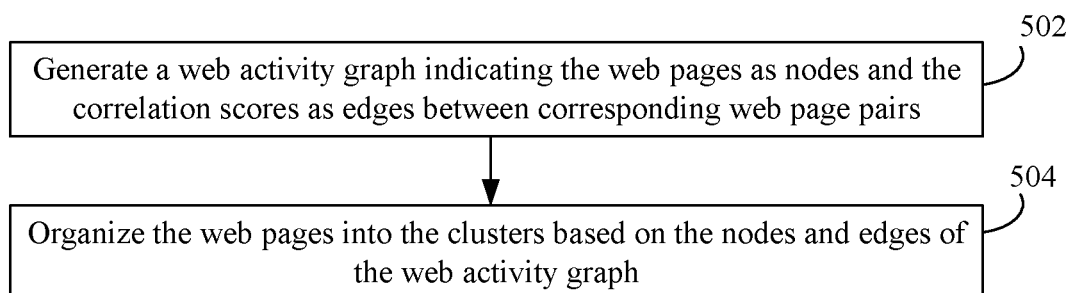 502
Generate a web activity graph indicating the web pages as nodes and the
correlation scores as edges between corresponding web page pairs
504
Organize the web pages into the clusters based on the nodes and edges of
the web activity graph